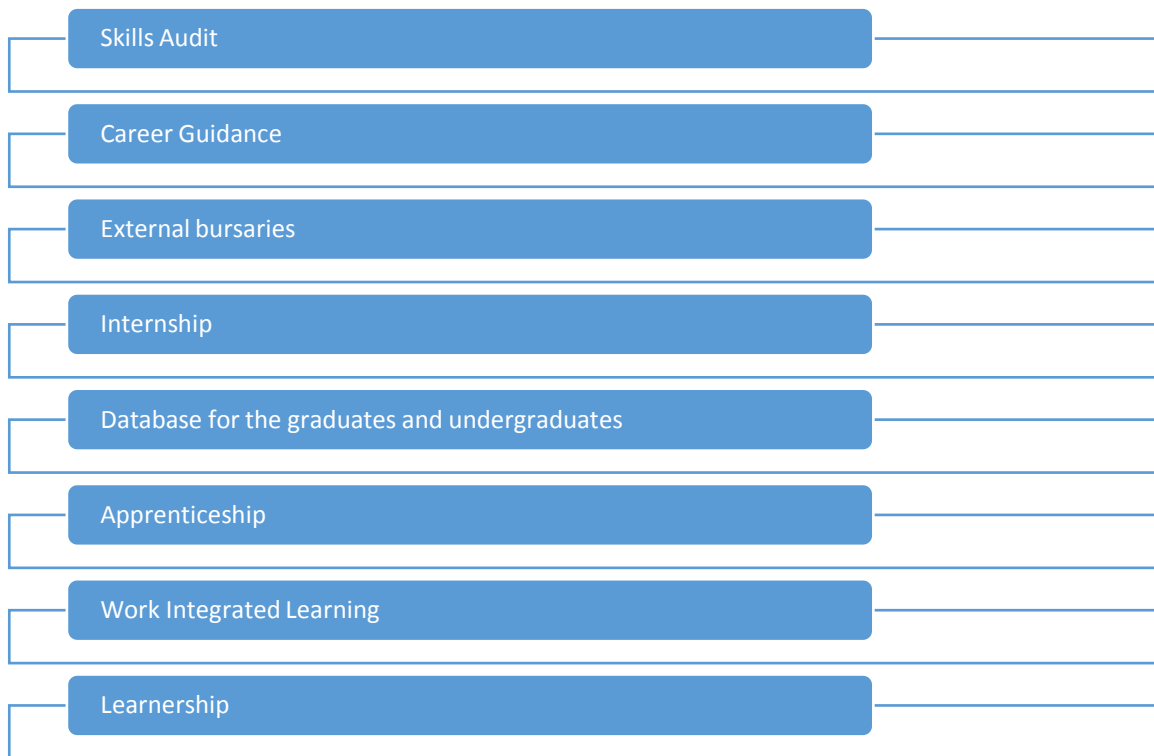 Skills Audit
Career Guidance
External bursaries
Internship
Database for the graduates and undergraduates
Apprenticeship
Work Integrated Learning
Learnership